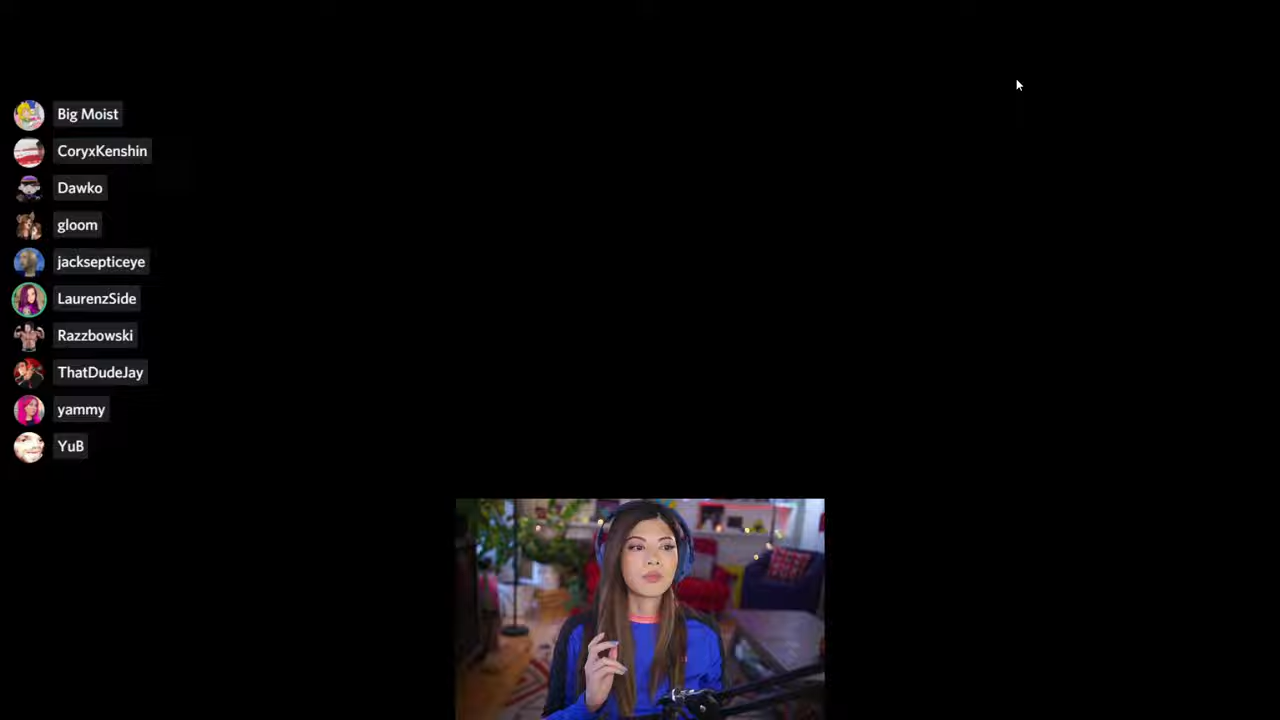 Big Moist
CoryxKenshin
Dawko
gloom
jacksepticeye
LaurenzSide
Razzbowski
ThatDudeJay
yammy
YuB